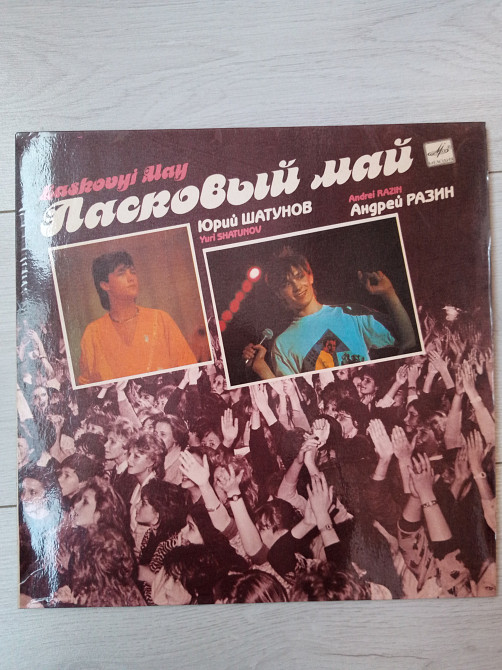 Laskovyi May
Ласковый май
Юрий ШАТУНОВ
Yuri SHATUNOV
Andrei RAZIN
Андрей РАЗИН